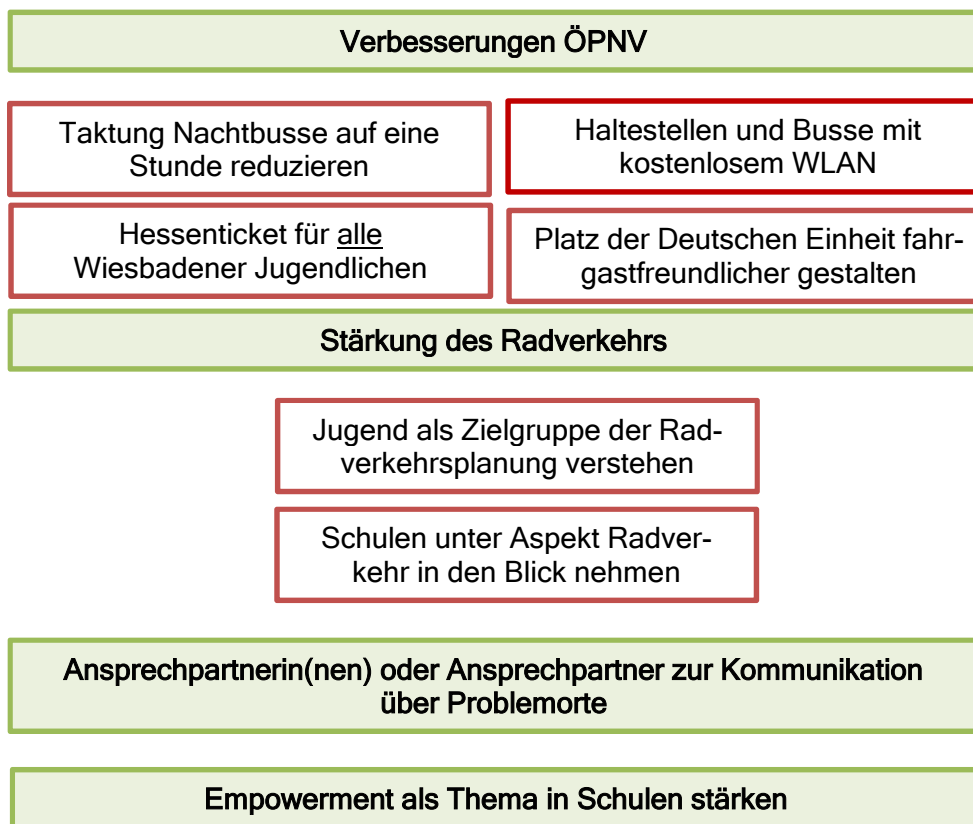 Verbesserungen ÖPNV
Taktung Nachtbusse auf eine
Stunde reduzieren
Haltestellen und Busse mit
kostenlosem WLAN
Hessenticket für alle
Wiesbadener Jugendlichen
Platz der Deutschen Einheit fahr-
gastfreundlicher gestalten
Stärkung des Radverkehrs
Jugend als Zielgruppe der Rad-
verkehrsplanung verstehen
Schulen unter Aspekt Radver-
kehr in den Blick nehmen
Ansprechpartnerin(nen) oder Ansprechpartner zur Kommunikation
über Problemorte
Empowerment als Thema in Schulen stärken